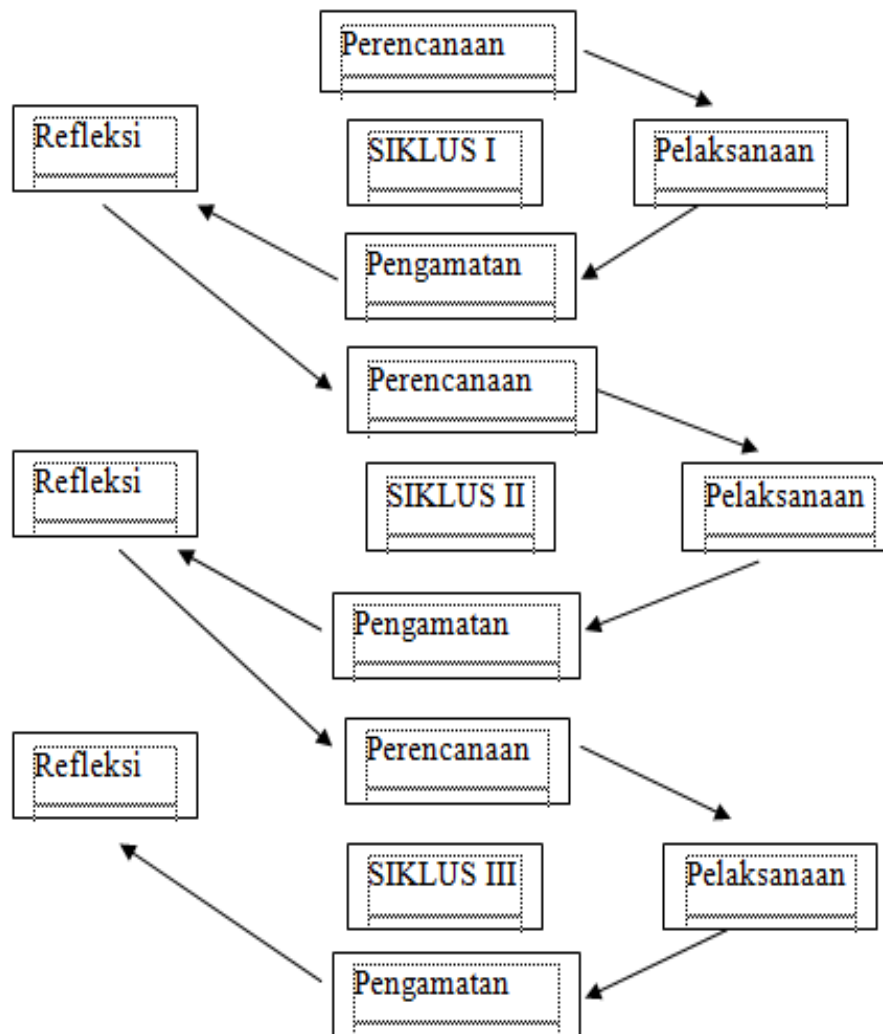 Perencanaan
Refleksi
SIKLUS I
Pelaksanaan
Pengamatan
Perencanaan
Refleksi
SIKLUS II
Pelaksanaan
Pengamatan
Perencanaan
Refleksi
SIKLUS III
Pelaksanaan
Pengamatan